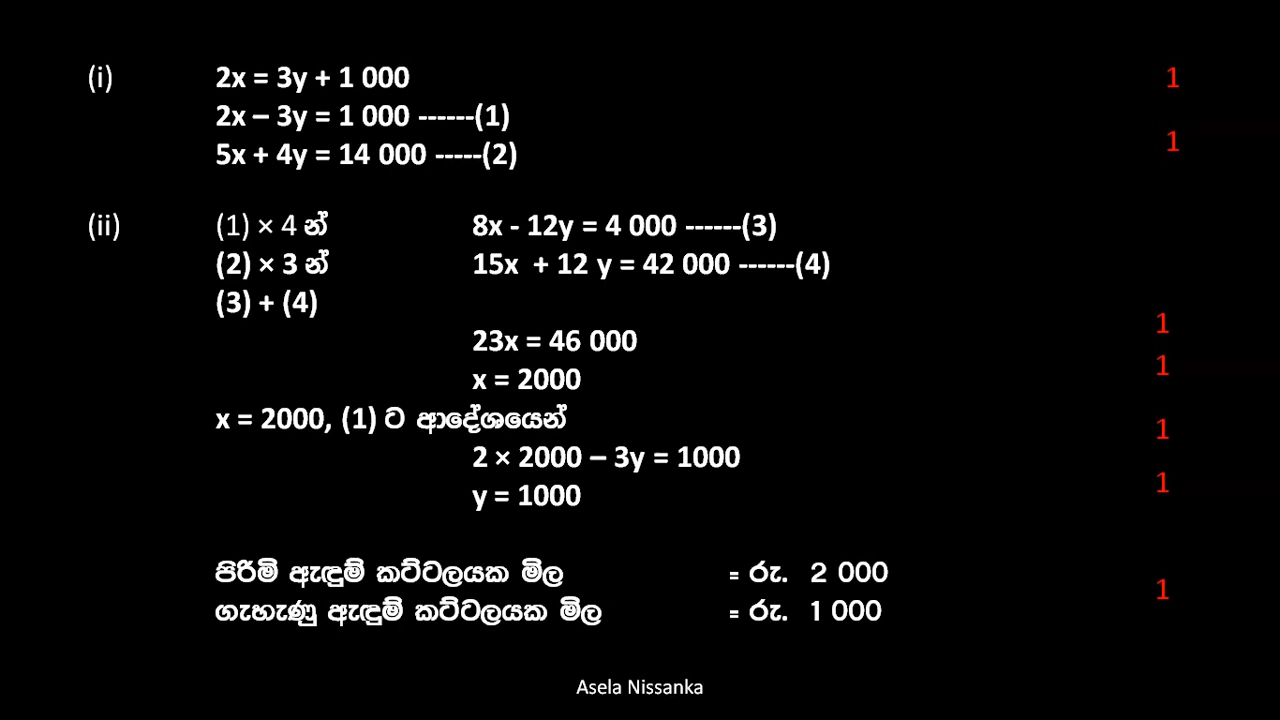 (i) 2x = 3y + 1 000 1
2x – 3y = 1 000 ------(1)
5x + 4y = 14 000 -----(2) 1
(ii) (1) × 4 න් 8x - 12y = 4 000 ------(3)
(2) × 3 න් 15x + 12 y = 42 000 ------(4)
(3) + (4)
23x = 46 000 1
x = 2000 1
x = 2000, (1) ට ආදේශයෙන් 1
2 × 2000 – 3y = 1000
y = 1000 1
පිරිමි ඇඳුම් කට්ටලයක මිල = රු. 2 000
ගැහැණු ඇඳුම් කට්ටලයක මිල = රු. 1 000 1
Asela Nissanka